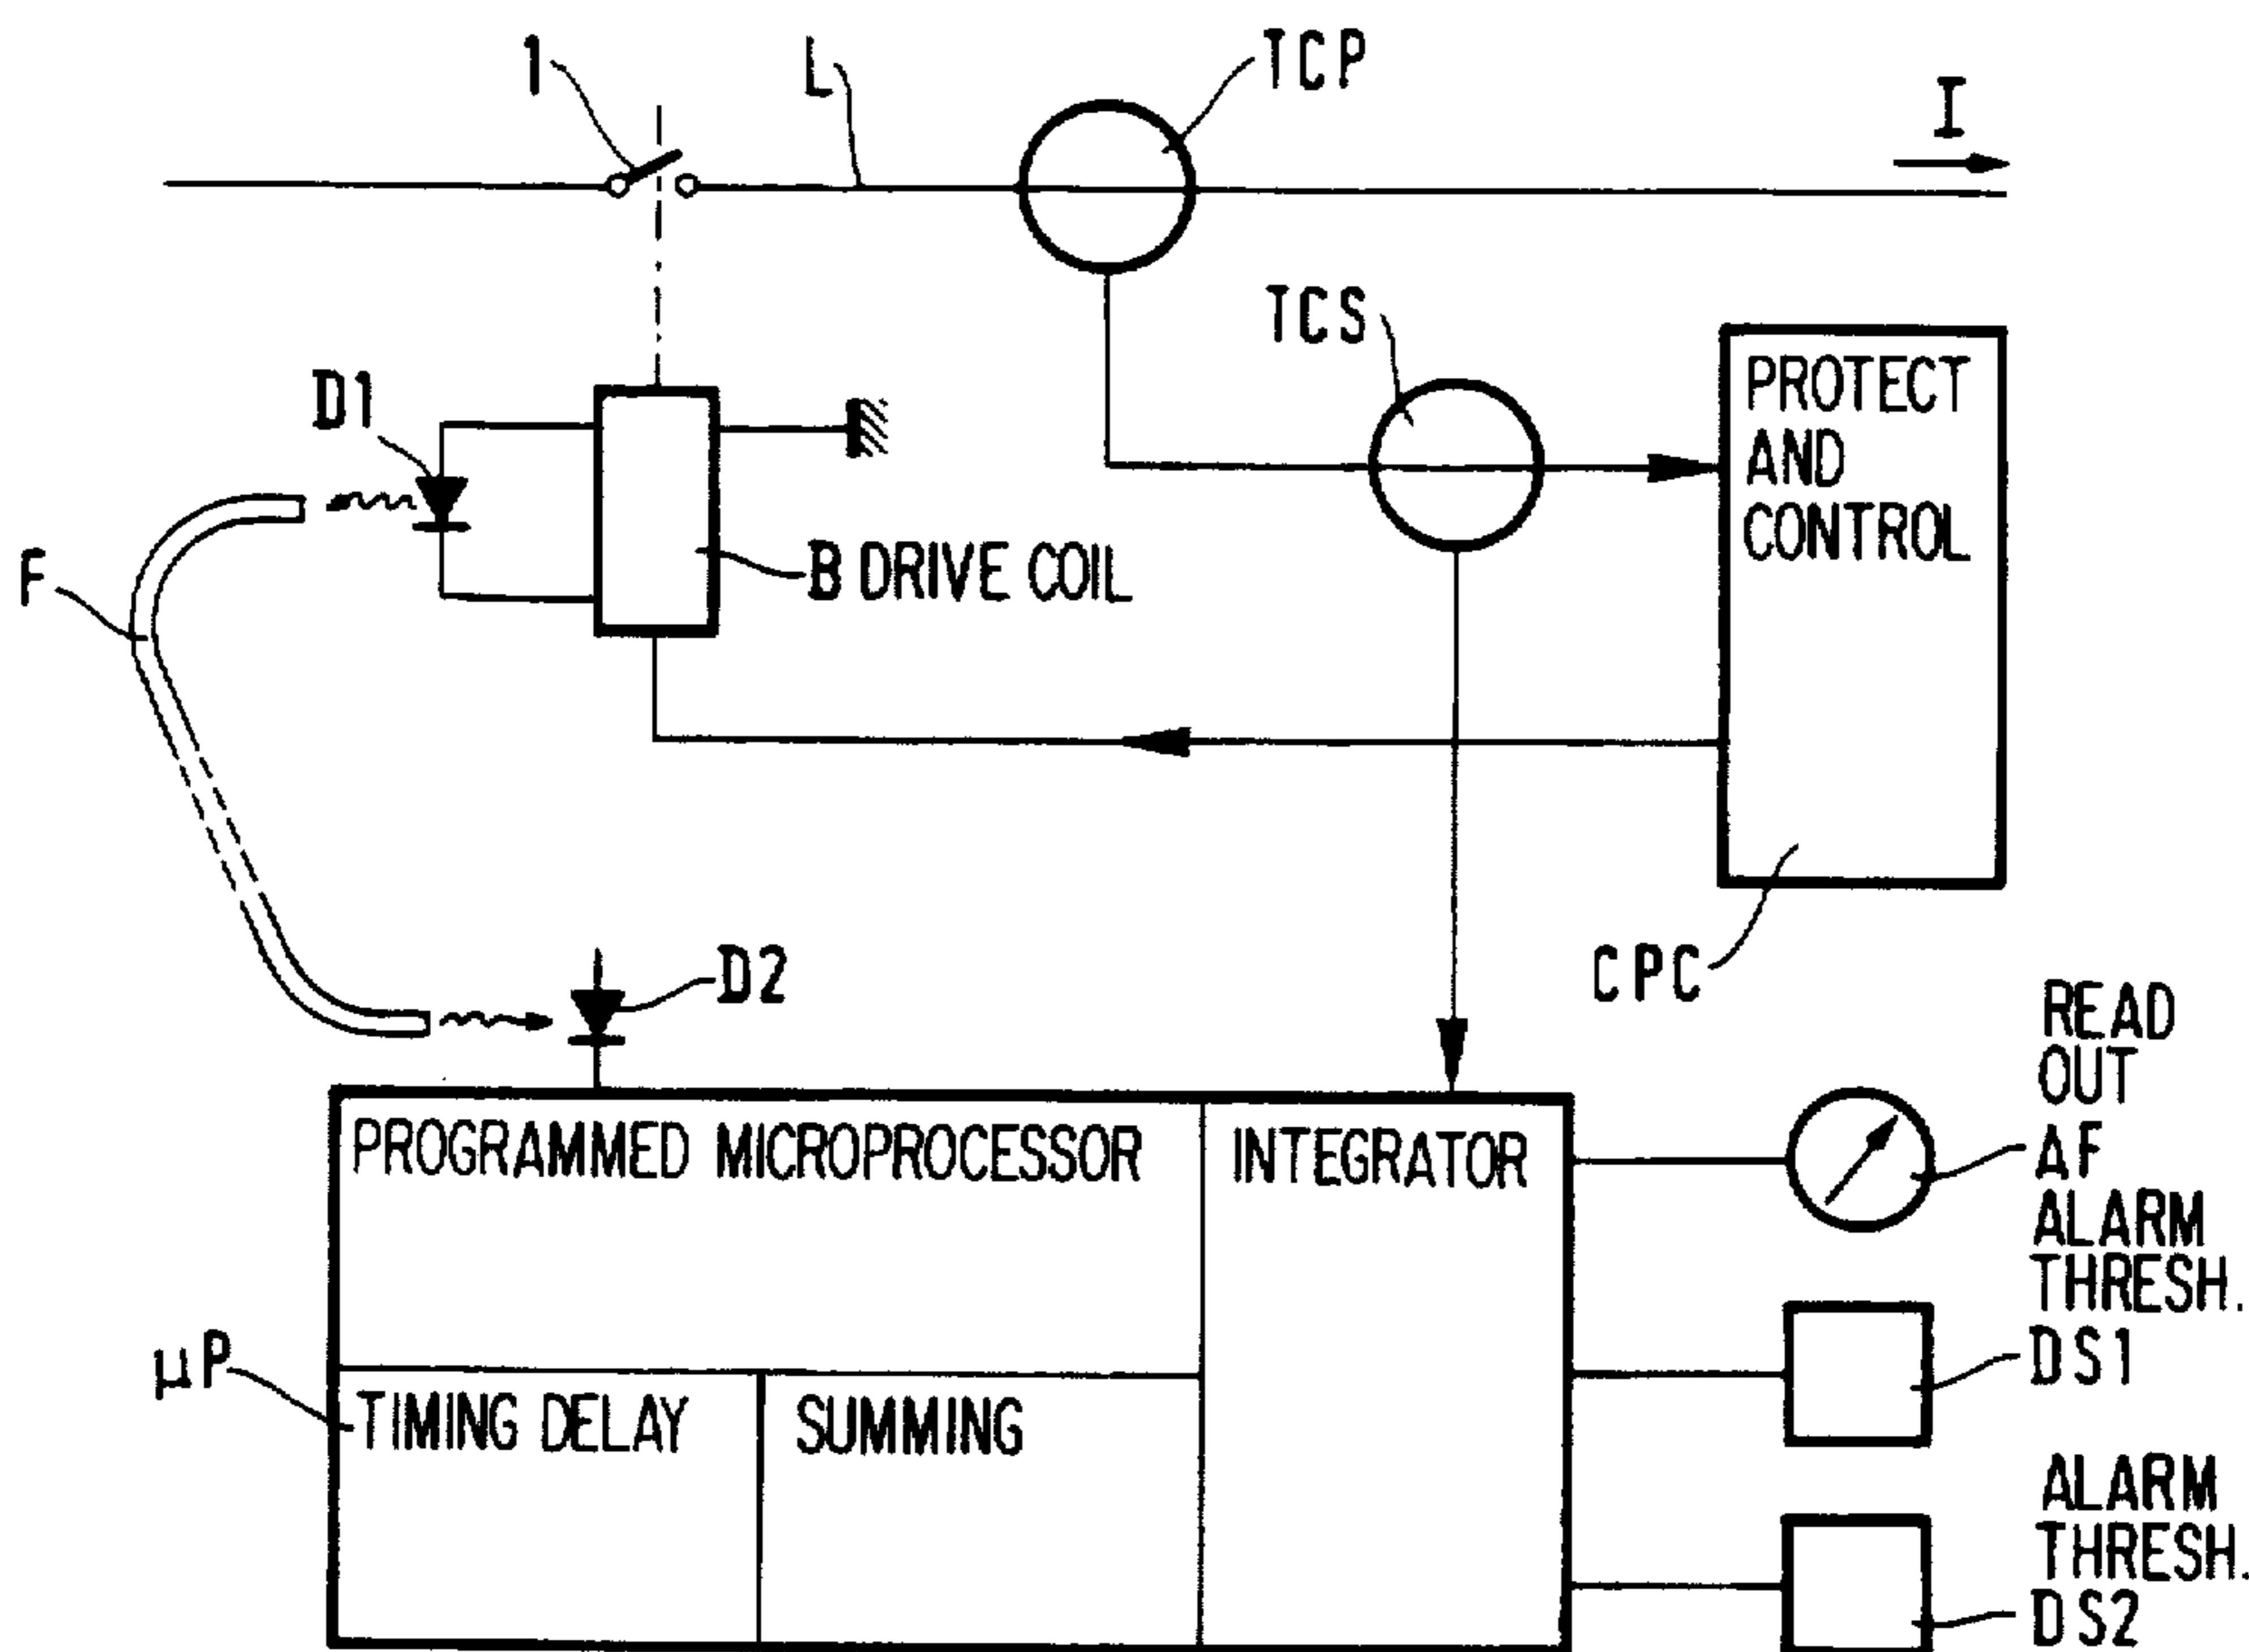 1
L
TCP
I
TCS
PROTECT
AND
CONTROL
D1
B DRIVE COIL
F
D2
CPC
READ
OUT
AF
PROGRAMMED MICROPROCESSOR
INTEGRATOR
ALARM
THRESH.
DS1
µP
TIMING DELAY
SUMMING
ALARM
THRESH.
DS2